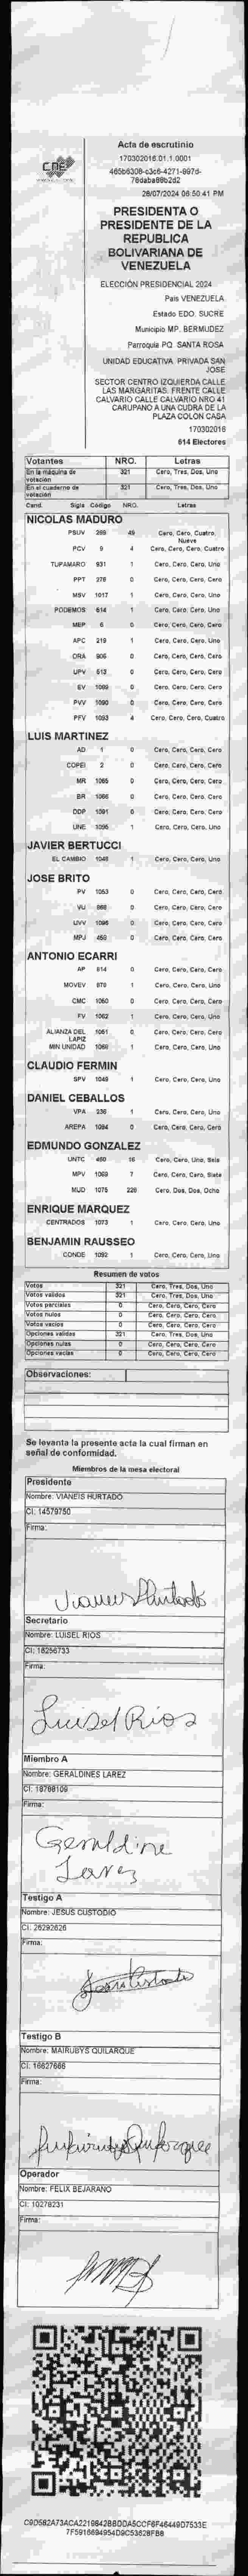 Acta de escrutinio
170302016.01.1.0001
28/07/2024 06:50:41 PM
PRESIDENTA O
PRESIDENTE DE LA
REPUBLICA
BOLIVARIANA DE
VENEZUELA
ELECCIÓN PRESIDENCIAL 2024
País VENEZUELA
Estado EDO. SUCRE
Municipio MP. BERMUDEZ
Parroquia PQ. SANTA ROSA
UNIDAD EDUCATIVA PRIVADA SAN
JOSE
SECTOR CENTRO IZQUIERDA CALLE
LAS MARGARITAS. FRENTE CALLE
CALVARIO CALLE CALVARIO NRO 41
CARUPANO A UNA CUDRA DE LA
PLAZA COLON CASA
170302016
614 Electores
Votantes NRO. Letras
En la máquina de votación 321 Cero, Tres, Dos, Uno
En el cuaderno de votación 321 Cero, Tres, Dos, Uno
Cand. Sigla Código NRO. Letras
NICOLAS MADURO
PSUV 49 Cero, Cero, Cuatro, Nueve
PCV 9 4 Cero, Cero, Cero, Cuatro
TUPAMARO 931 1 Cero, Cero, Cero, Uno
PPT 0 Cero, Cero, Cero, Cero
MSV 1017 1 Cero, Cero, Cero, Uno
PODEMOS 614 1 Cero, Cero, Cero, Uno
MEP 6 0 Cero, Cero, Cero, Cero
APC 219 1 Cero, Cero, Cero, Uno
ORA 906 0 Cero, Cero, Cero, Cero
UPV 513 0 Cero, Cero, Cero, Cero
EV 1089 0 Cero, Cero, Cero, Cero
PVV 1090 0 Cero, Cero, Cero, Cero
PFV 1093 4 Cero, Cero, Cero, Cuatro
LUIS MARTINEZ
AD 1 0 Cero, Cero, Cero, Cero
COPEI 2 0 Cero, Cero, Cero, Cero
MR 1065 0 Cero, Cero, Cero, Cero
BR 1066 0 Cero, Cero, Cero, Cero
DDP 1091 0 Cero, Cero, Cero, Cero
UNE 1095 1 Cero, Cero, Cero, Uno
JAVIER BERTUCCI
EL CAMBIO 1048 1 Cero, Cero, Cero, Uno
JOSE BRITO
PV 1053 0 Cero, Cero, Cero, Cero
VU 0 Cero, Cero, Cero, Cero
UVV 1096 0 Cero, Cero, Cero, Cero
MPJ 459 0 Cero, Cero, Cero, Cero
ANTONIO ECARRI
AP 814 0 Cero, Cero, Cero, Cero
MOVEV 870 1 Cero, Cero, Cero, Uno
CMC 1060 0 Cero, Cero, Cero, Cero
FV 1062 1 Cero, Cero, Cero, Uno
ALIANZA DEL LAPIZ 1061 0 Cero, Cero, Cero, Cero
MIN UNIDAD 1068 1 Cero, Cero, Cero, Uno
CLAUDIO FERMIN
SPV 1049 1 Cero, Cero, Cero, Uno
DANIEL CEBALLOS
VPA 236 1 Cero, Cero, Cero, Uno
AREPA 1094 0 Cero, Cero, Cero, Cero
EDMUNDO GONZALEZ
UNTC 450 16 Cero, Cero, Uno, Seis
MPV 1069 7 Cero, Cero, Cero, Siete
MUD 1075 228 Cero, Dos, Dos, Ocho
ENRIQUE MARQUEZ
CENTRADOS 1073 1 Cero, Cero, Cero, Uno
BENJAMIN RAUSSEO
CONDE 1092 1 Cero, Cero, Cero, Uno
Resumen de votos
Votos 321 Cero, Tres, Dos, Uno
Votos validos 321 Cero, Tres, Dos, Uno
Votos parciales 0 Cero, Cero, Cero, Cero
Votos nulos 0 Cero, Cero, Cero, Cero
Votos vacios 0 Cero, Cero, Cero, Cero
Opciones validas 321 Cero, Tres, Dos, Uno
Opciones nulas 0 Cero, Cero, Cero, Cero
Opciones vacias 0 Cero, Cero, Cero, Cero
Observaciones:
Se levanta la presente acta la cual firman en
señal de conformidad.
Miembros de la mesa electoral
Presidente
Nombre: VIANEIS HURTADO
CI: 14579750
Firma:
Secretario
Nombre: LUISEL RIOS
CI: 18256733
Firma:
Luisel Rios
Miembro A
Nombre: GERALDINES LAREZ
CI: 18788109
Firma:
Geraldine
Larez
Testigo A
Nombre: JESUS CUSTODIO
CI: 26292626
Firma:
Testigo B
Nombre: MAIRUBYS QUILARQUE
CI: 16627666
Firma:
Operador
Nombre: FELIX BEJARANO
CI: 10278231
Firma: